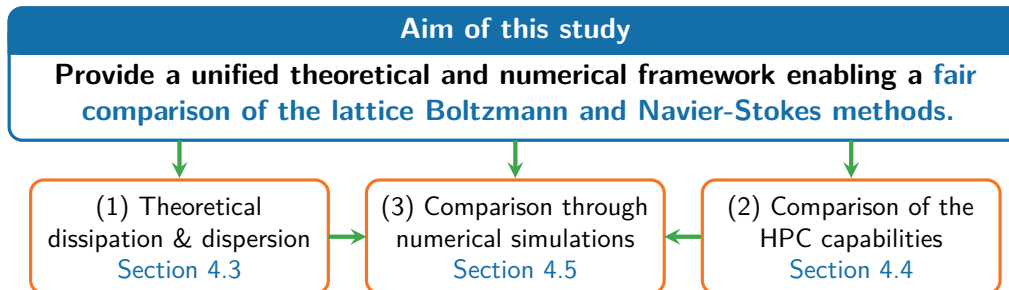 Aim of this study
Provide a unified theoretical and numerical framework enabling a fair
comparison of the lattice Boltzmann and Navier-Stokes methods.
(1) Theoretical
dissipation & dispersion
Section 4.3
(3) Comparison through
numerical simulations
Section 4.5
(2) Comparison of the
HPC capabilities
Section 4.4